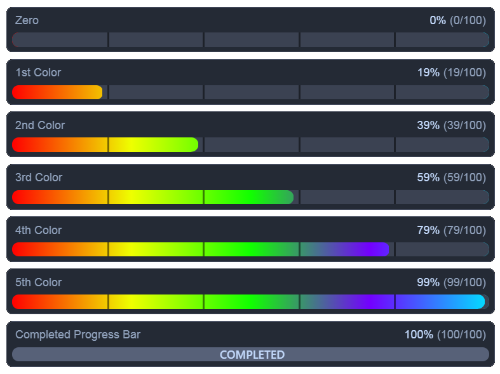 Zero 0% (0/100)
1st Color 19% (19/100)
2nd Color 39% (39/100)
3rd Color 59% (59/100)
4th Color 79% (79/100)
5th Color 99% (99/100)
Completed Progress Bar 100% (100/100)
COMPLETED